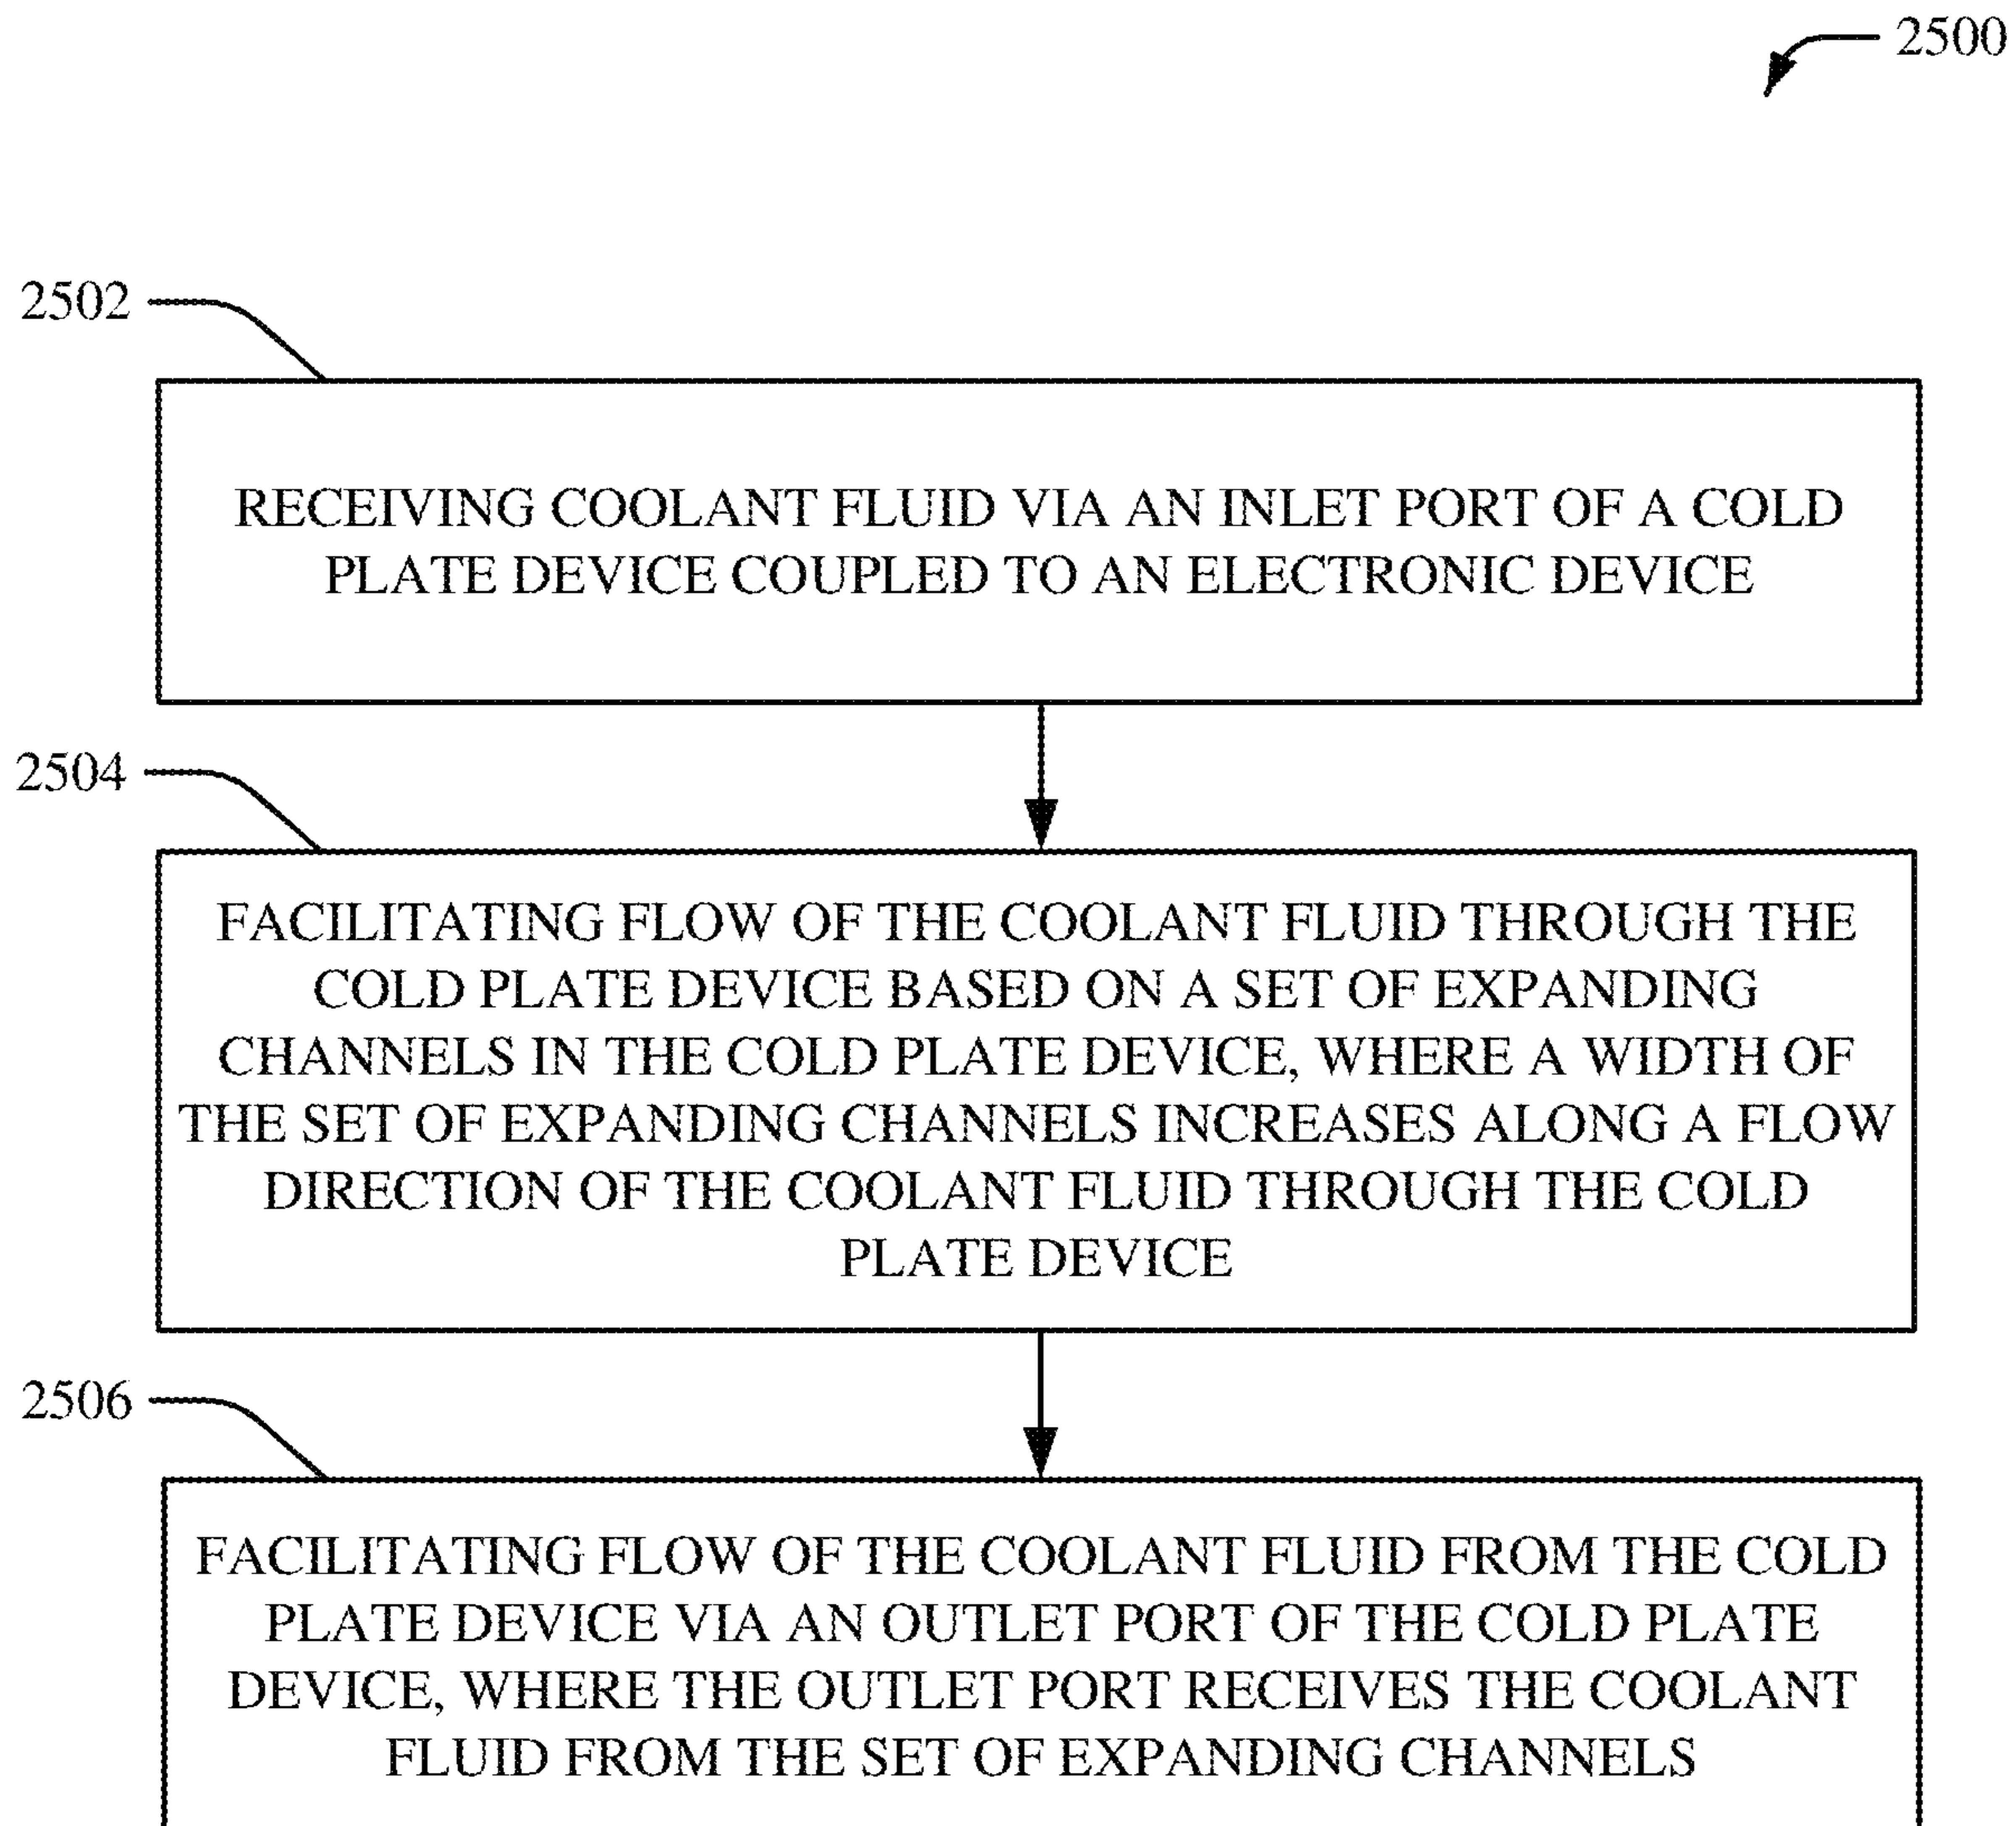 2500
2502
RECEIVING COOLANT FLUID VIA AN INLET PORT OF A COLD
PLATE DEVICE COUPLED TO AN ELECTRONIC DEVICE
2504
FACILITATING FLOW OF THE COOLANT FLUID THROUGH THE
COLD PLATE DEVICE BASED ON A SET OF EXPANDING
CHANNELS IN THE COLD PLATE DEVICE, WHERE A WIDTH OF
THE SET OF EXPANDING CHANNELS INCREASES ALONG A FLOW
DIRECTION OF THE COOLANT FLUID THROUGH THE COLD
PLATE DEVICE
2506
FACILITATING FLOW OF THE COOLANT FLUID FROM THE COLD
PLATE DEVICE VIA AN OUTLET PORT OF THE COLD PLATE
DEVICE, WHERE THE OUTLET PORT RECEIVES THE COOLANT
FLUID FROM THE SET OF EXPANDING CHANNELS